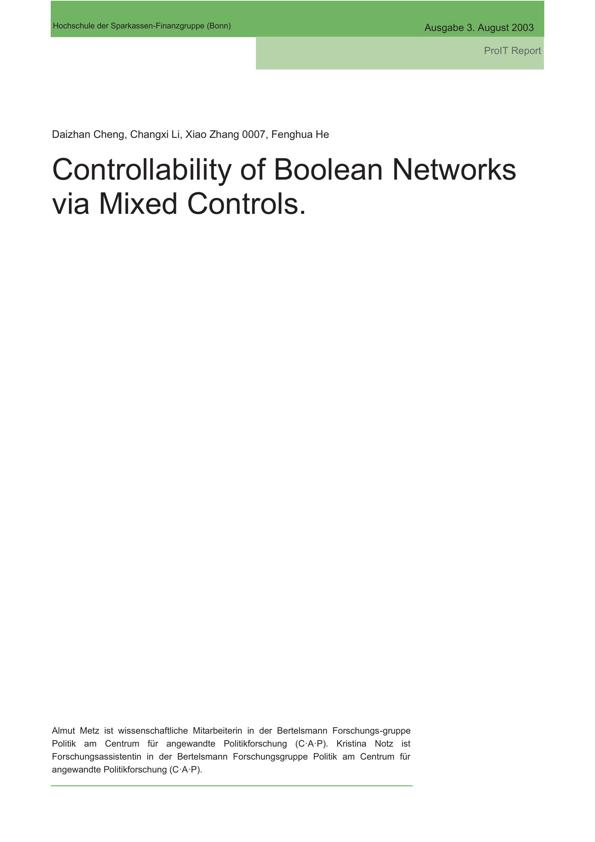 Hochschule der Sparkassen-Finanzgruppe (Bonn)
Ausgabe 3. August 2003
ProIT Report
Daizhan Cheng, Changxi Li, Xiao Zhang 0007, Fenghua He
Controllability of Boolean Networks
via Mixed Controls.
Almut Metz ist wissenschaftliche Mitarbeiterin in der Bertelsmann Forschungs-gruppe
Politik am Centrum für angewandte Politikforschung (C·A·P). Kristina Notz ist
Forschungsassistentin in der Bertelsmann Forschungsgruppe Politik am Centrum für
angewandte Politikforschung (C·A·P).